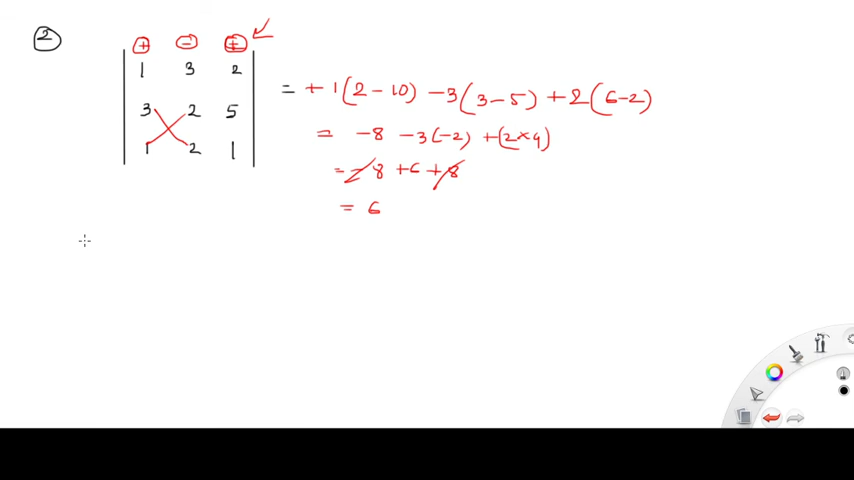 ②
+ - +
1 3 2
3 2 5
1 2 1
= +1(2-10) -3(3-5) +2(6-2)
= -8 -3(-2) +(2×4)
= -8 +6 +8
= 6